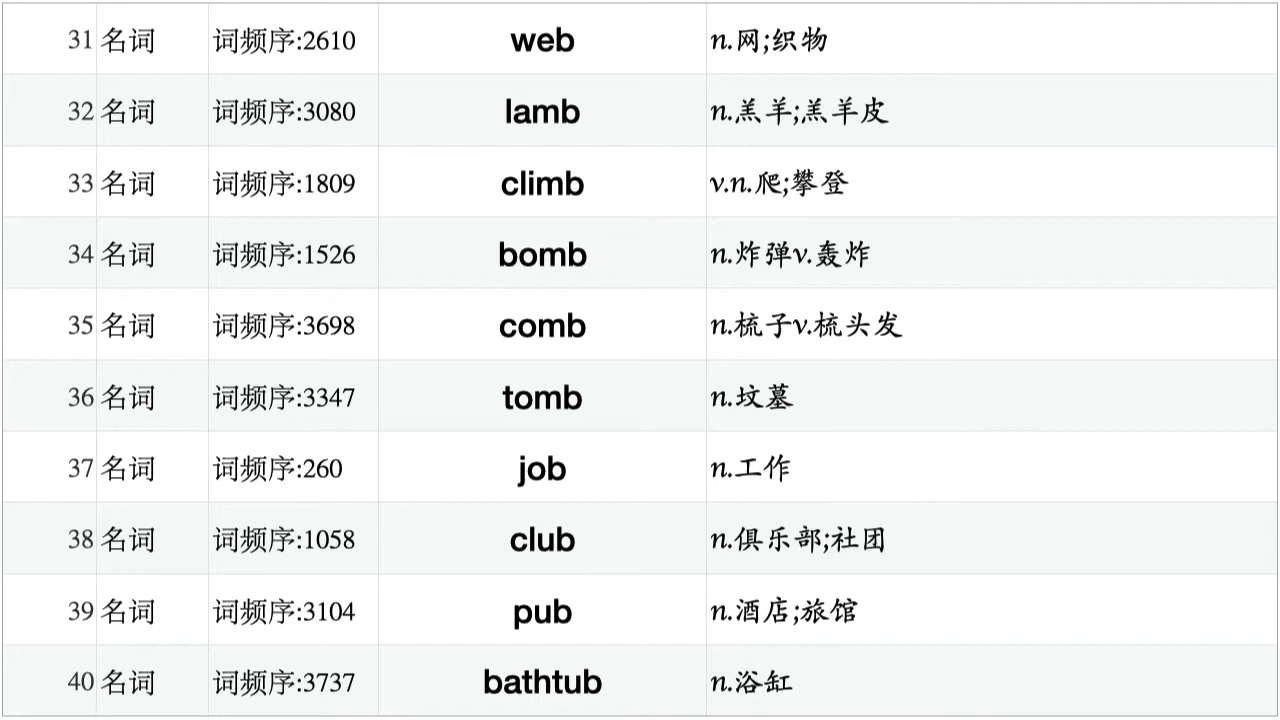 31 名词 词频序:2610 web n.网;织物
32 名词 词频序:3080 lamb n.羔羊;羔羊皮
33 名词 词频序:1809 climb v.n.爬;攀登
34 名词 词频序:1526 bomb n.炸弹v.轰炸
35 名词 词频序:3698 comb n.梳子v.梳头发
36 名词 词频序:3347 tomb n.坟墓
37 名词 词频序:260 job n.工作
38 名词 词频序:1058 club n.俱乐部;社团
39 名词 词频序:3104 pub n.酒店;旅馆
40 名词 词频序:3737 bathtub n.浴缸